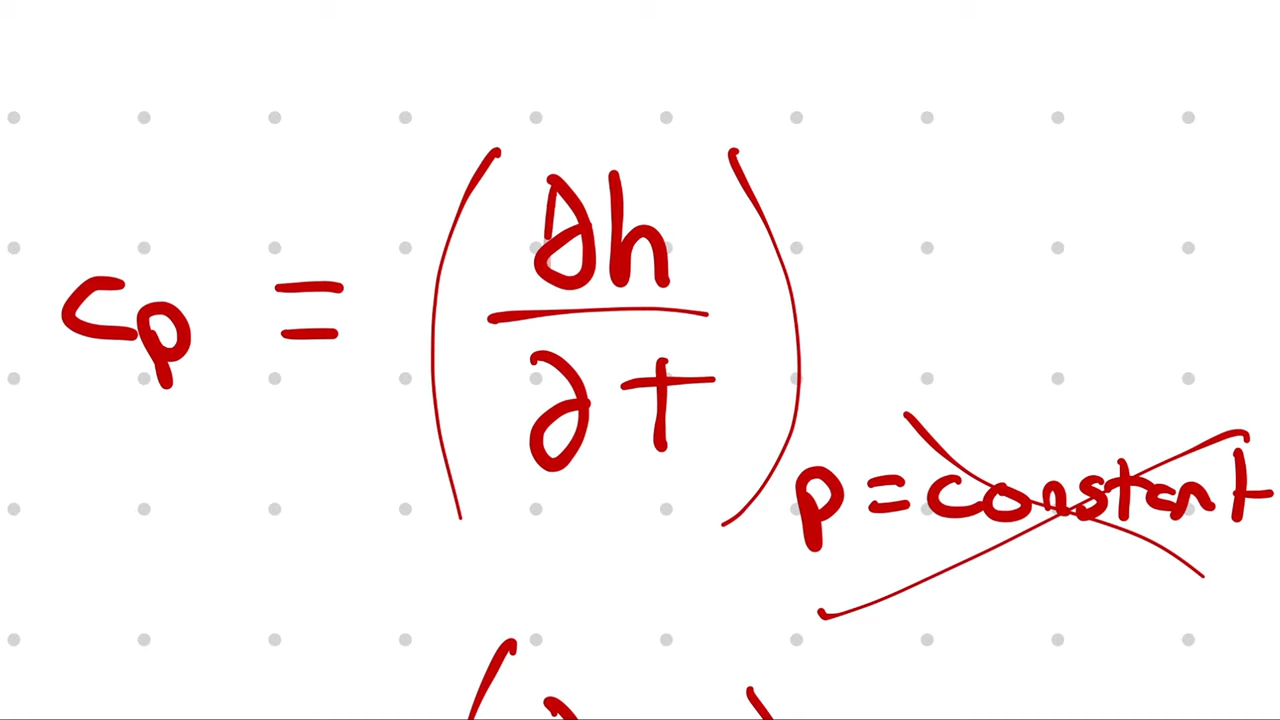 cp = (∂h/∂T) p = constant
(∂ )